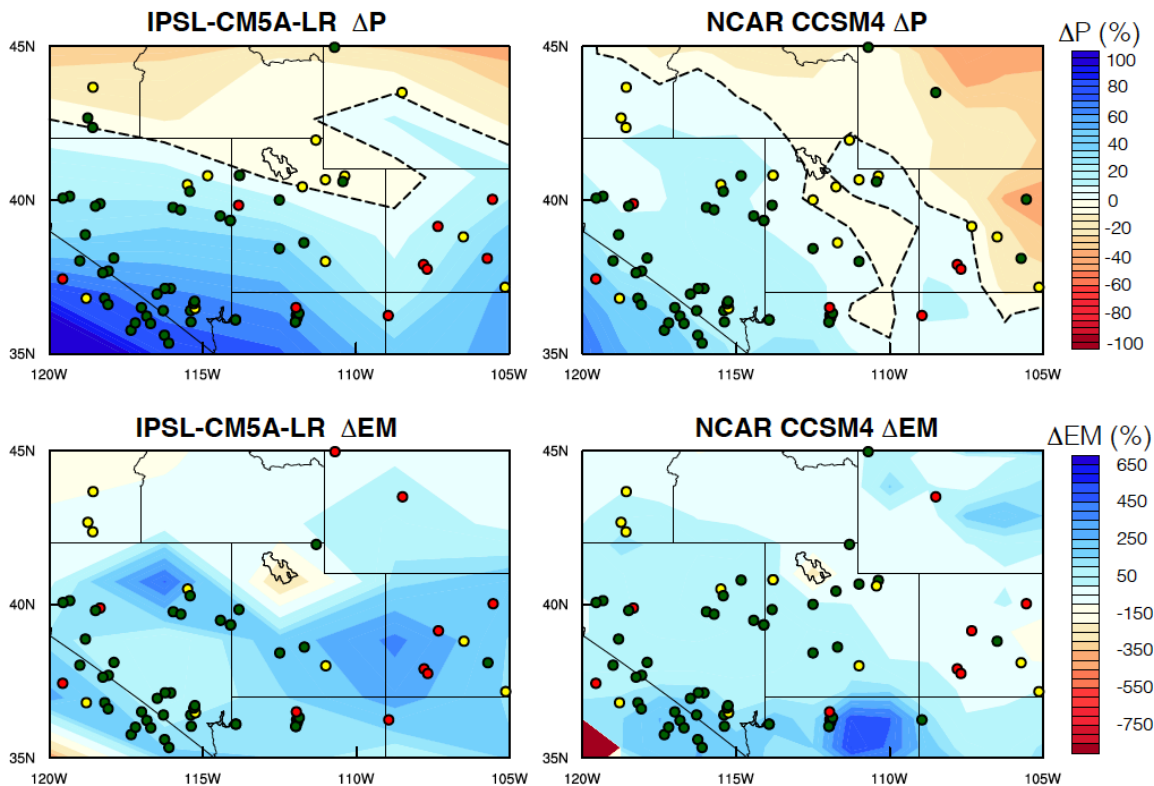 IPSL-CM5A-LR ΔP
NCAR CCSM4 ΔP
ΔP (%)
45N
40N
35N
120W
115W
110W
105W
45N
40N
35N
120W
115W
110W
105W
100
80
60
40
20
0
-20
-40
-60
-80
-100
IPSL-CM5A-LR ΔEM
NCAR CCSM4 ΔEM
ΔEM (%)
45N
40N
35N
120W
115W
110W
105W
45N
40N
35N
120W
115W
110W
105W
650
450
250
50
-150
-350
-550
-750